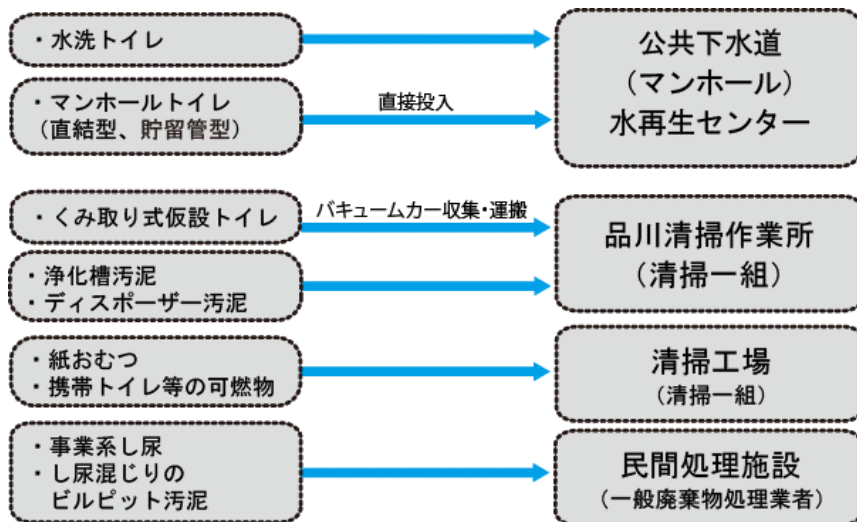 ・水洗トイレ
公共下水道
（マンホール）
水再生センター
・マンホールトイレ
（直結型、貯留管型）
直接投入
・くみ取り式仮設トイレ
バキュームカー収集・運搬
品川清掃作業所
（清掃一組）
・浄化槽汚泥
・ディスポーザー汚泥
・紙おむつ
・携帯トイレ等の可燃物
清掃工場
（清掃一組）
・事業系し尿
・し尿混じりの
ビルピット汚泥
民間処理施設
（一般廃棄物処理業者）